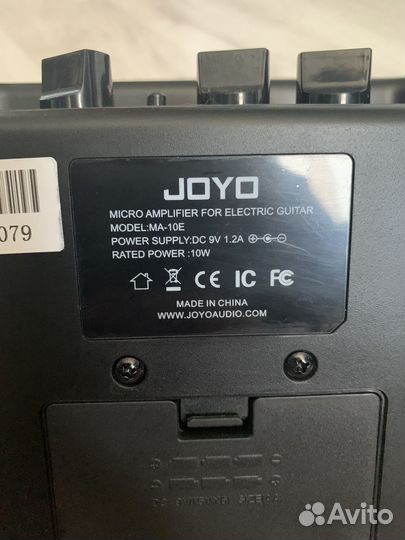 JOYO
MICRO AMPLIFIER FOR ELECTRIC GUITAR
MODEL:MA-10E
POWER SUPPLY:DC 9V 1.2A
RATED POWER :10W
CE IC FC
MADE IN CHINA
WWW.JOYOAUDIO.COM
079
Avito